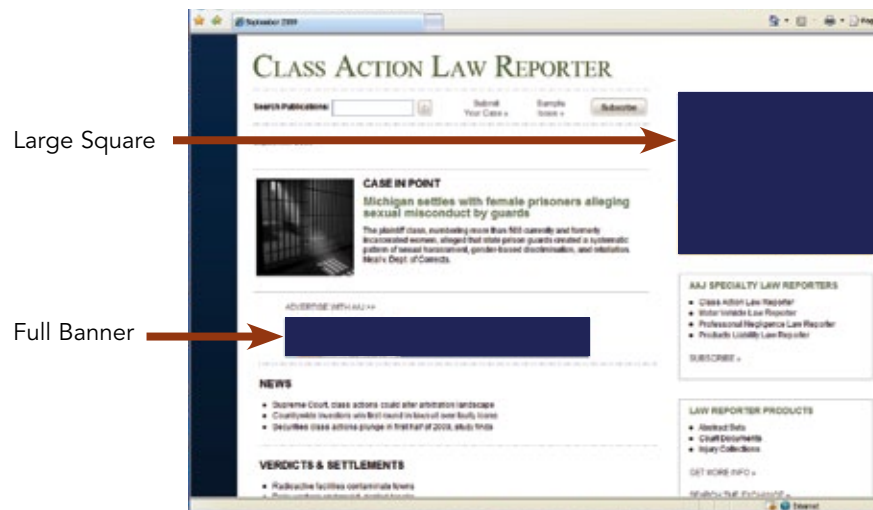 September 2009
CLASS ACTION LAW REPORTER
Search Publications:
Submit
Your Case »
Sample
Issue »
Subscribe
Large Square
CASE IN POINT
Michigan settles with female prisoners alleging
sexual misconduct by guards
The plaintiff class, numbering more than 500 currently and formerly
incarcerated women, alleged that state prison guards created a systematic
pattern of sexual harassment, gender-based discrimination, and retaliation.
Neal v. Dept. of Corrects.
ADVERTISE WITH AAJ >>
Full Banner
NEWS
• Supreme Court, class actions could alter arbitration landscape
• Countrywide investors win first round in lawsuit over faulty loans
• Securities class actions plunge in first half of 2009, study finds
VERDICTS & SETTLEMENTS
• Radioactive facilities contaminate towns
AAJ SPECIALTY LAW REPORTERS
• Class Action Law Reporter
• Motor Vehicle Law Reporter
• Professional Negligence Law Reporter
• Products Liability Law Reporter
SUBSCRIBE »
LAW REPORTER PRODUCTS
• Abstract Sets
• Court Documents
• Injury Collections
GET MORE INFO »
SEARCH THE EXCHANGE »
Internet